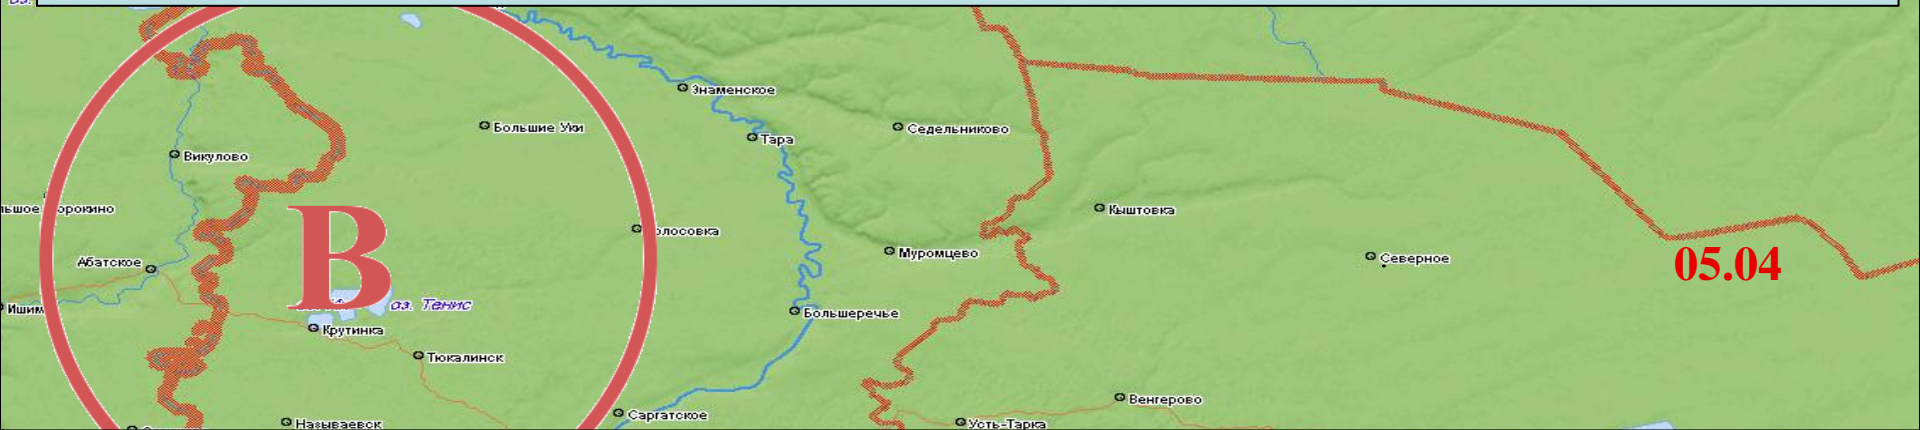 Знаменское
Большие Уки
Седельниково
Тара
Викулово
Кыштовка
Муромцево
Абатское
Северное
05.04
В
оз. Тенис
Ишим
Большеречье
Крутинка
Тюкалинск
Венгерово
Саргатское
Называевск
Усть-Тарка